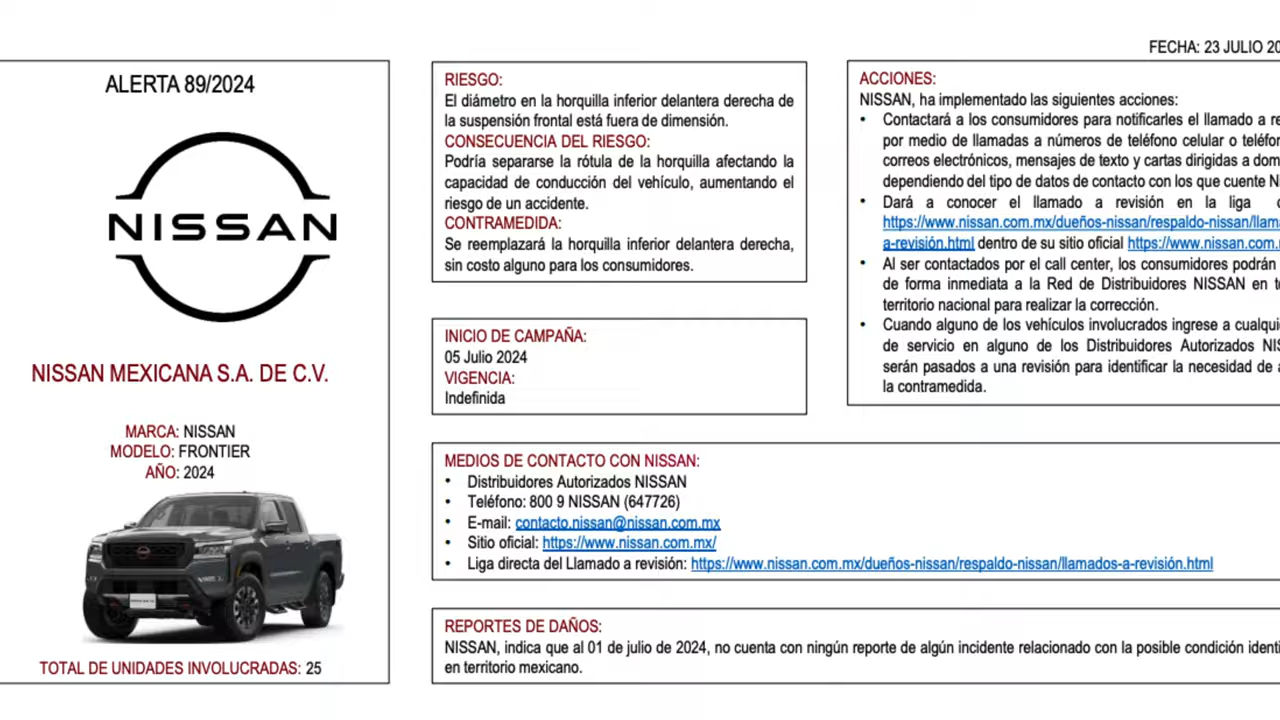 FECHA: 23 JULIO 20
ALERTA 89/2024
NISSAN
NISSAN MEXICANA S.A. DE C.V.
MARCA: NISSAN
MODELO: FRONTIER
AÑO: 2024
TOTAL DE UNIDADES INVOLUCRADAS: 25
RIESGO:
El diámetro en la horquilla inferior delantera derecha de
la suspensión frontal está fuera de dimensión.
CONSECUENCIA DEL RIESGO:
Podría separarse la rótula de la horquilla afectando la
capacidad de conducción del vehículo, aumentando el
riesgo de un accidente.
CONTRAMEDIDA:
Se reemplazará la horquilla inferior delantera derecha,
sin costo alguno para los consumidores.
INICIO DE CAMPAÑA:
05 Julio 2024
VIGENCIA:
Indefinida
ACCIONES:
NISSAN, ha implementado las siguientes acciones:
• Contactará a los consumidores para notificarles el llamado a re
por medio de llamadas a números de teléfono celular o teléfon
correos electrónicos, mensajes de texto y cartas dirigidas a dom
dependiendo del tipo de datos de contacto con los que cuente N
• Dará a conocer el llamado a revisión en la liga
https://www.nissan.com.mx/dueños-nissan/respaldo-nissan/llama
a-revisión.html dentro de su sitio oficial https://www.nissan.com.
• Al ser contactados por el call center, los consumidores podrán
de forma inmediata a la Red de Distribuidores NISSAN en t
territorio nacional para realizar la corrección.
• Cuando alguno de los vehículos involucrados ingrese a cualqui
de servicio en alguno de los Distribuidores Autorizados NIS
serán pasados a una revisión para identificar la necesidad de a
la contramedida.
MEDIOS DE CONTACTO CON NISSAN:
• Distribuidores Autorizados NISSAN
• Teléfono: 800 9 NISSAN (647726)
• E-mail: contacto.nissan@nissan.com.mx
• Sitio oficial: https://www.nissan.com.mx/
• Liga directa del Llamado a revisión: https://www.nissan.com.mx/dueños-nissan/respaldo-nissan/llamados-a-revisión.html
REPORTES DE DAÑOS:
NISSAN, indica que al 01 de julio de 2024, no cuenta con ningún reporte de algún incidente relacionado con la posible condición identi
en territorio mexicano.